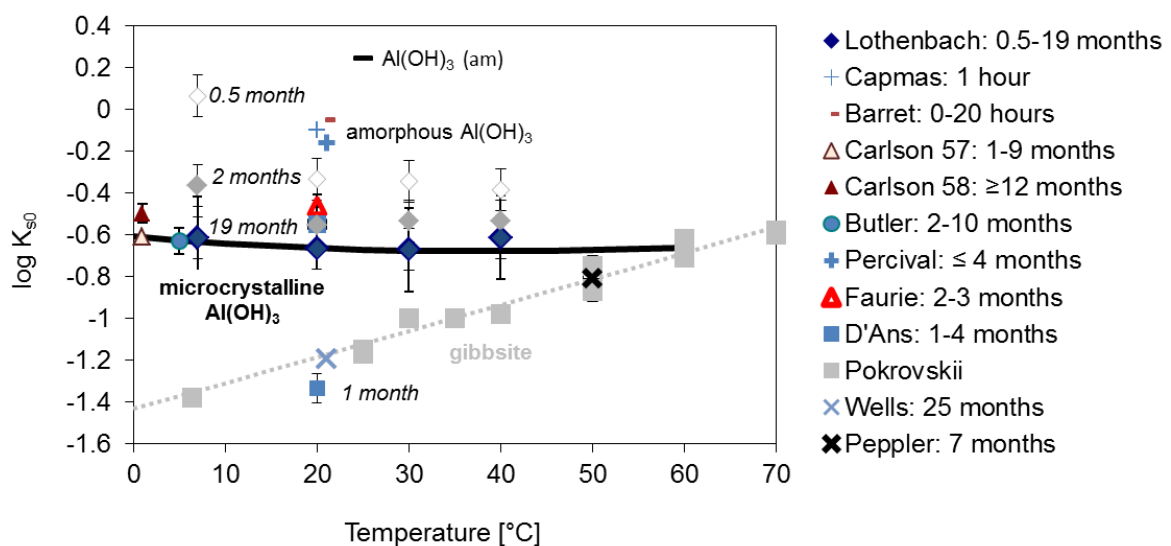 0.4
0.2
0
-0.2
-0.4
-0.6
-0.8
-1
-1.2
-1.4
-1.6
log Ks0
0
10
20
30
40
50
60
70
Temperature [°C]
Al(OH)3 (am)
0.5 month
amorphous Al(OH)3
2 months
19 month
microcrystalline
Al(OH)3
gibbsite
1 month
Lothenbach: 0.5-19 months
Capmas: 1 hour
Barret: 0-20 hours
Carlson 57: 1-9 months
Carlson 58: ≥12 months
Butler: 2-10 months
Percival: ≤ 4 months
Faurie: 2-3 months
D'Ans: 1-4 months
Pokrovskii
Wells: 25 months
Peppler: 7 months